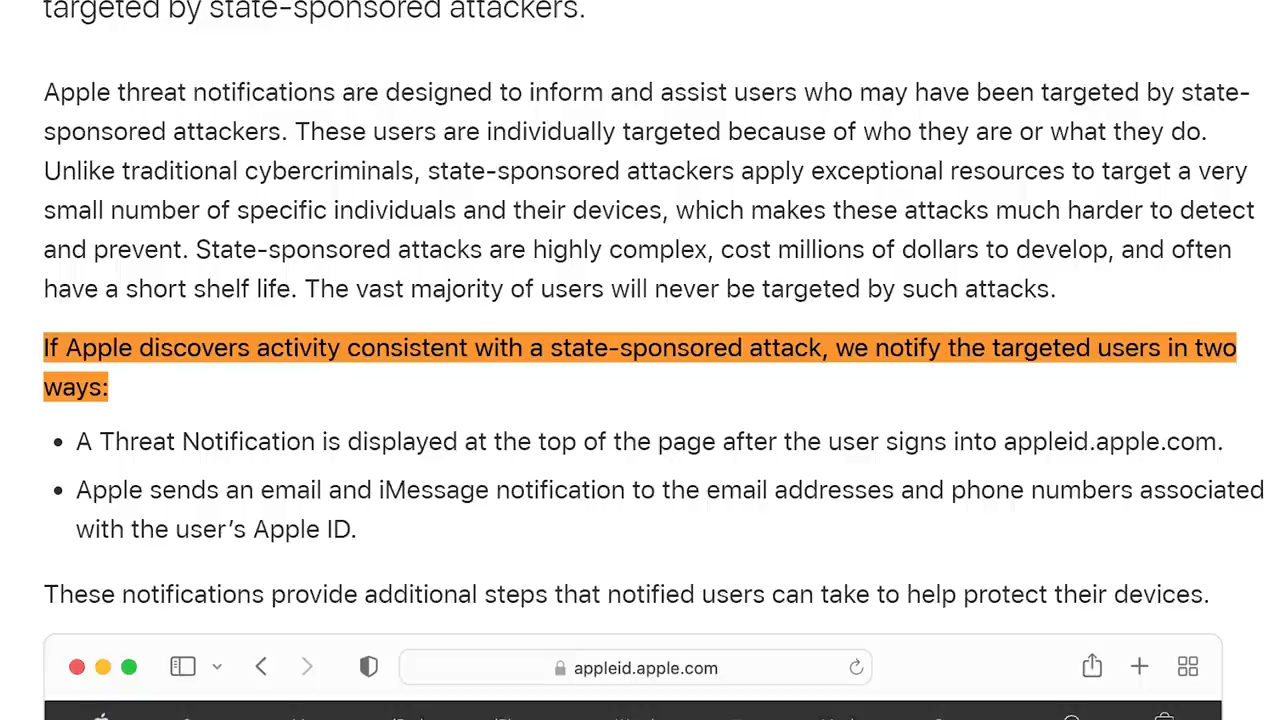 targeted by state-sponsored attackers.
Apple threat notifications are designed to inform and assist users who may have been targeted by state-
sponsored attackers. These users are individually targeted because of who they are or what they do.
Unlike traditional cybercriminals, state-sponsored attackers apply exceptional resources to target a very
small number of specific individuals and their devices, which makes these attacks much harder to detect
and prevent. State-sponsored attacks are highly complex, cost millions of dollars to develop, and often
have a short shelf life. The vast majority of users will never be targeted by such attacks.
If Apple discovers activity consistent with a state-sponsored attack, we notify the targeted users in two
ways:
• A Threat Notification is displayed at the top of the page after the user signs into appleid.apple.com.
• Apple sends an email and iMessage notification to the email addresses and phone numbers associated
with the user’s Apple ID.
These notifications provide additional steps that notified users can take to help protect their devices.
appleid.apple.com